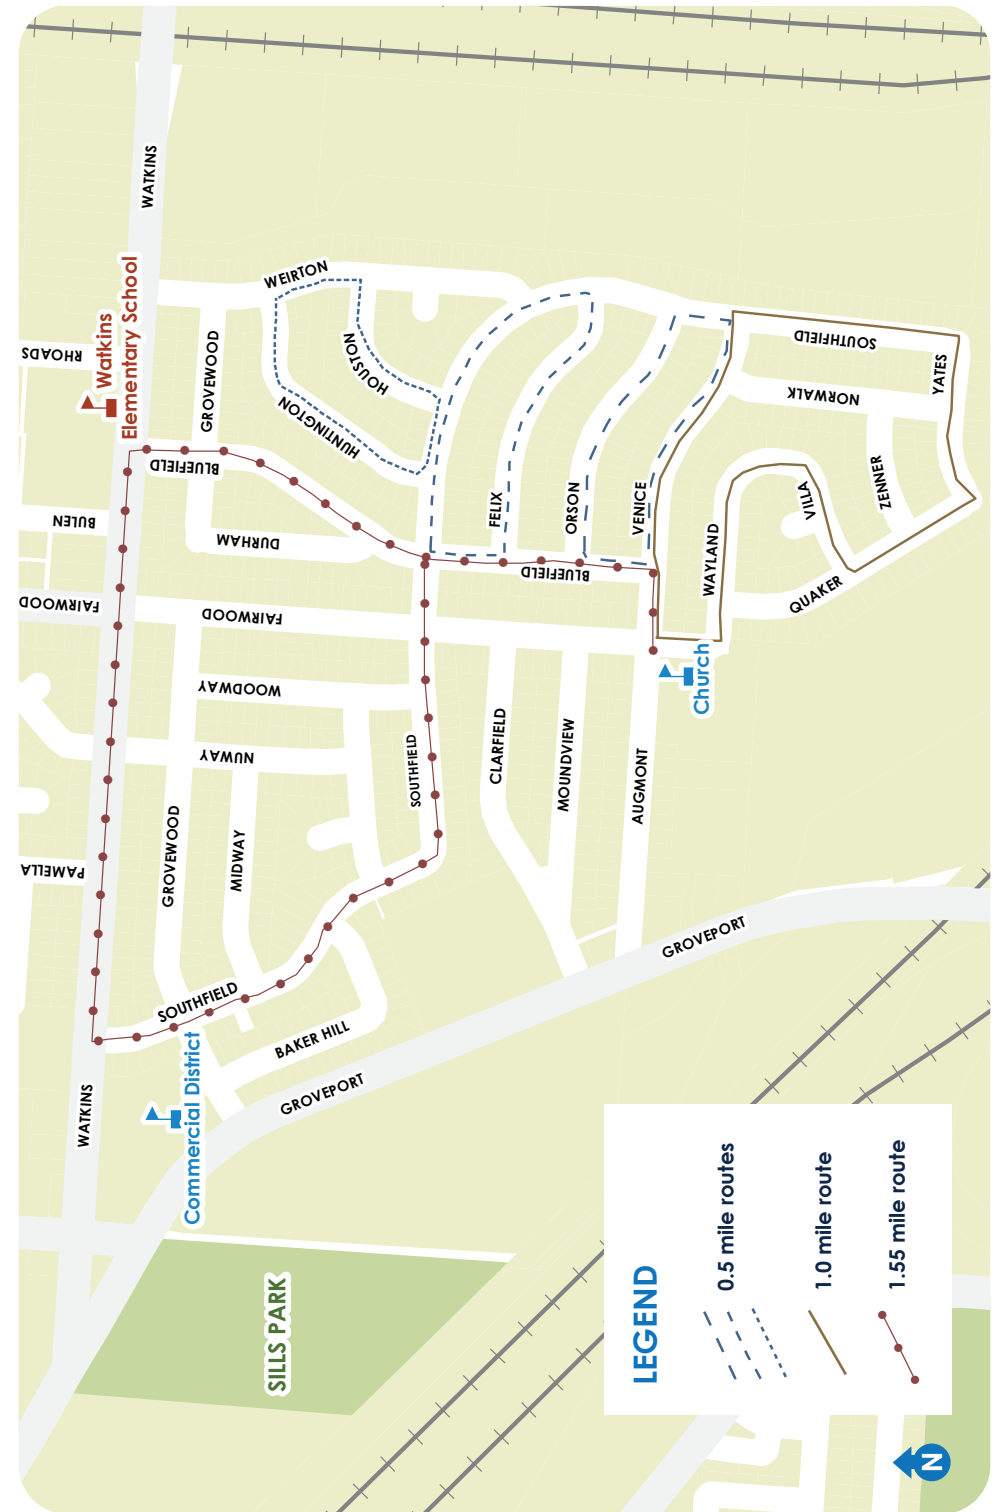 WATKINS
RHOADS
Watkins
Elementary School
WEIRTON
GROVEWOOD
HOUSTON
HUNTINGTON
BLUEFIELD
BULEN
DURHAM
FAIRWOOD
FAIRWOOD
FELIX
ORSON
VENICE
BLUEFIELD
SOUTHFIELD
NORWALK
YATES
ZENNER
VILLA
WAYLAND
QUAKER
Church
WOODWAY
NUWAY
SOUTHFIELD
CLARFIELD
MOUNDVIEW
AUGMONT
PAMELLA
GROVEWOOD
MIDWAY
GROVEPORT
SOUTHFIELD
BAKER HILL
GROVEPORT
WATKINS
Commercial District
SILLS PARK
LEGEND
0.5 mile routes
1.0 mile route
1.55 mile route
N